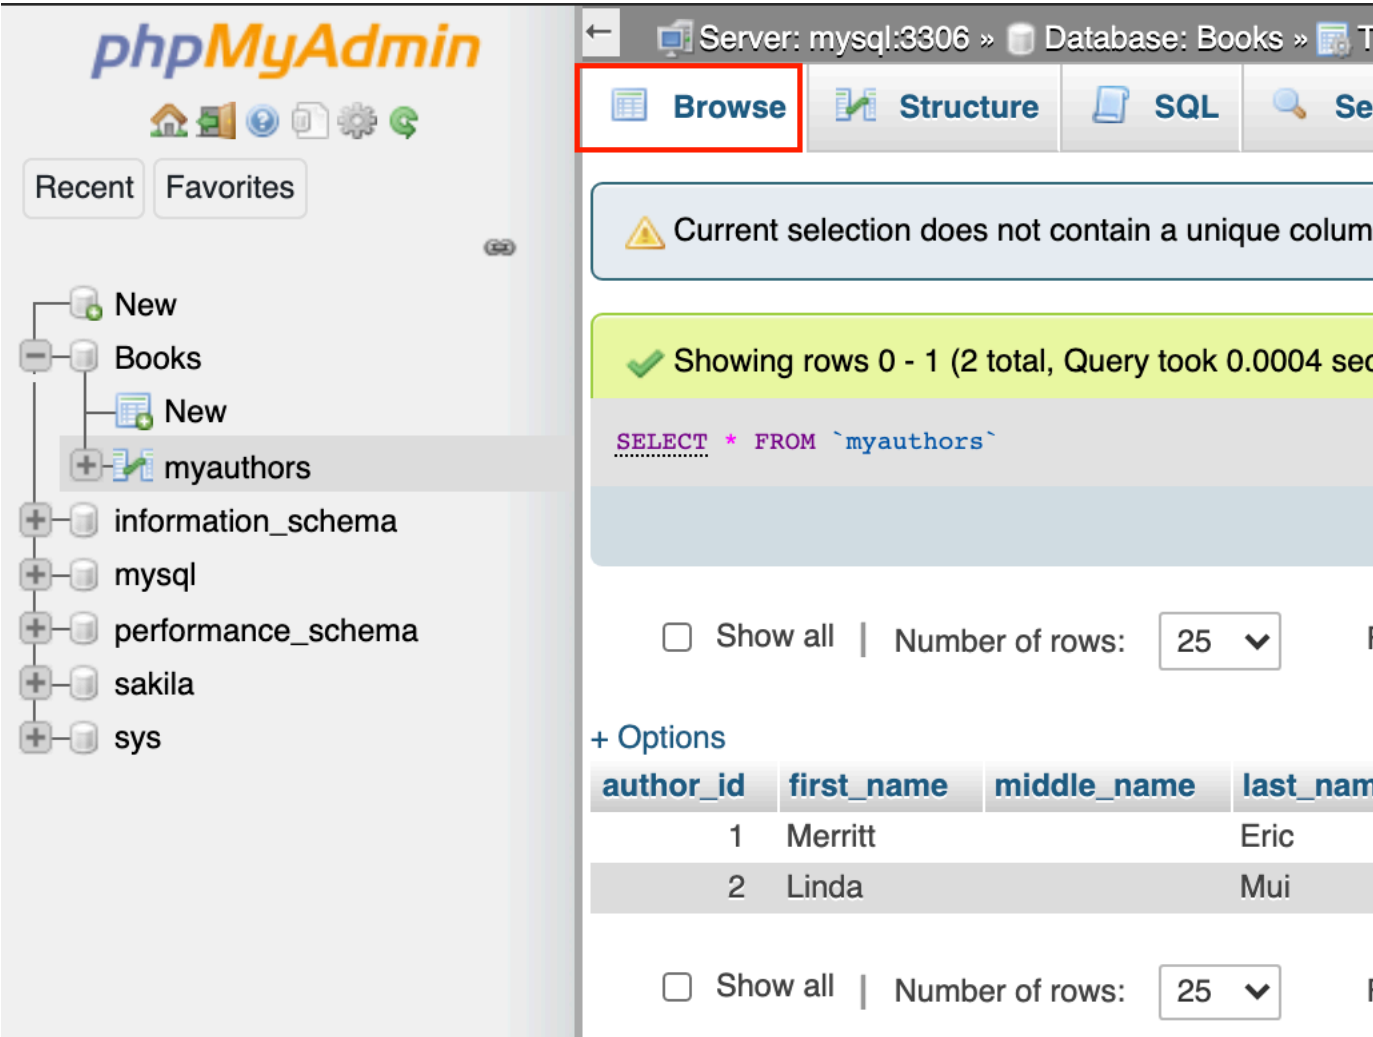 phpMyAdmin
Recent Favorites
New
Books
New
myauthors
information_schema
mysql
performance_schema
sakila
sys
Server: mysql:3306 » Database: Books » T
Browse Structure SQL Se
Current selection does not contain a unique colum
Showing rows 0 - 1 (2 total, Query took 0.0004 sec
SELECT * FROM `myauthors`
Show all | Number of rows: 25
+ Options
author_id first_name middle_name last_nam
1 Merritt Eric
2 Linda Mui
Show all | Number of rows: 25